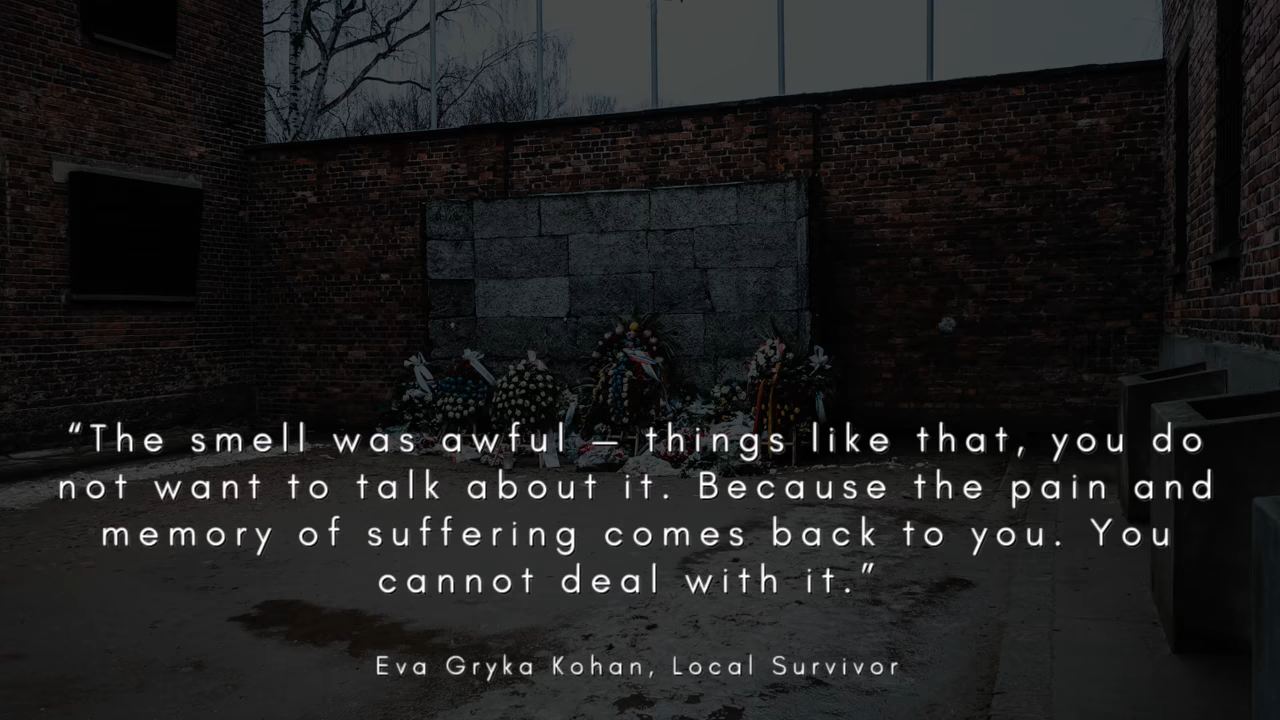 “The smell was awful – things like that, you do
not want to talk about it. Because the pain and
memory of suffering comes back to you. You
cannot deal with it.”
Eva Gryka Kohan, Local Survivor